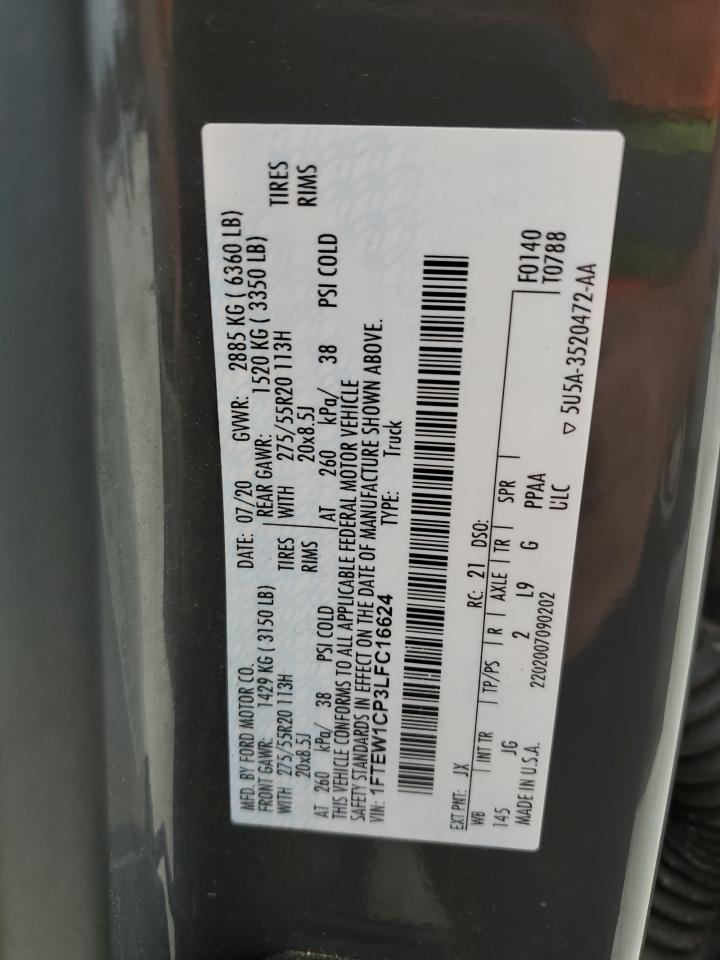 MFD. BY FORD MOTOR CO. DATE: 07/20 GVWR: 2885 KG ( 6360 LB)
FRONT GAWR: 1429 KG ( 3150 LB) REAR GAWR: 1520 KG ( 3350 LB)
WITH 275/55R20 113H TIRES WITH 275/55R20 113H TIRES
20x8.5J RIMS 20x8.5J RIMS
AT 260 kPa/ 38 PSI COLD AT 260 kPa/ 38 PSI COLD
THIS VEHICLE CONFORMS TO ALL APPLICABLE FEDERAL MOTOR VEHICLE
SAFETY STANDARDS IN EFFECT ON THE DATE OF MANUFACTURE SHOWN ABOVE.
VIN: 1FTEW1CP3LFC16624 TYPE: Truck
EXT PNT: JX RC: 21 DSO:
WB INT TR TP/PS R AXLE TR SPR F0140
145 JG 2 L9 G PPAA T0788
MADE IN U.S.A. 2202007090202 ULC
▽ 5U5A-3520472-AA